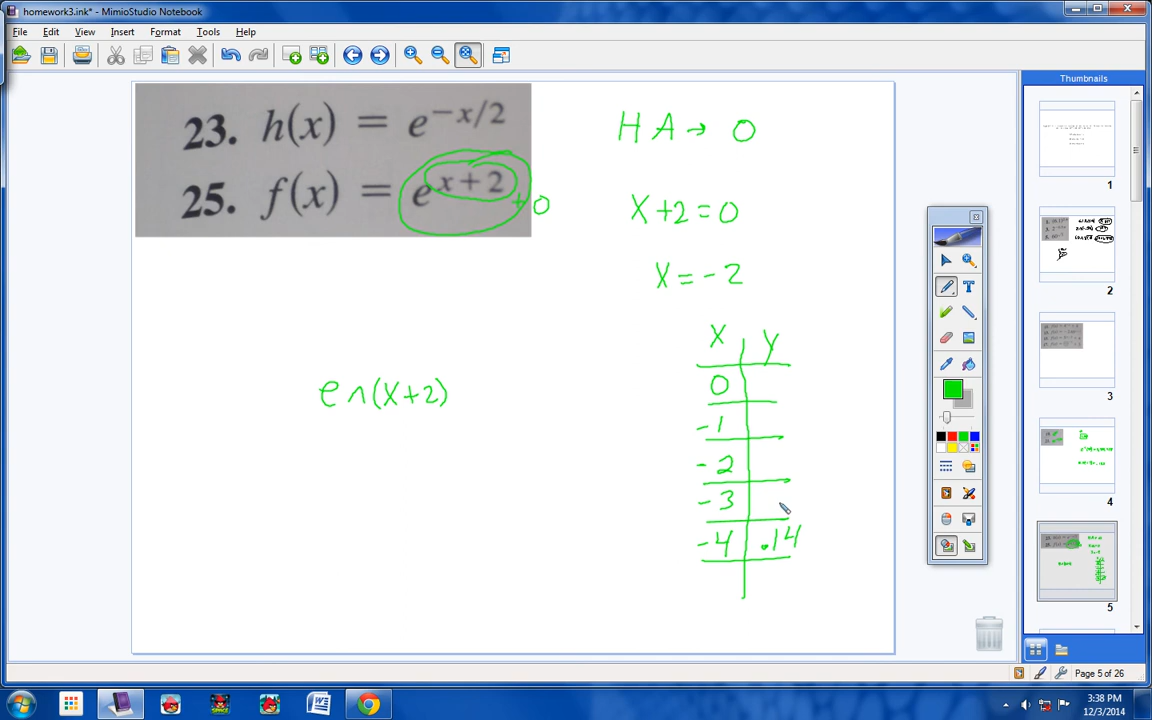 homework3.ink* - MimioStudio Notebook
File Edit View Insert Format Tools Help
23. h(x) = e^-x/2
25. f(x) = e^x+2 + 0
H A → 0
x+2=0
x=-2
e^(x+2)
X Y
0
-1
-2
-3
-4 .14
Thumbnails
1
2
3
4
5
Page 5 of 26
3:38 PM
12/3/2014